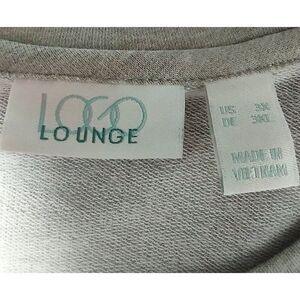 LOGO
LOUNGE
US 3X
DE 3XL
MADE IN
VIETNAM